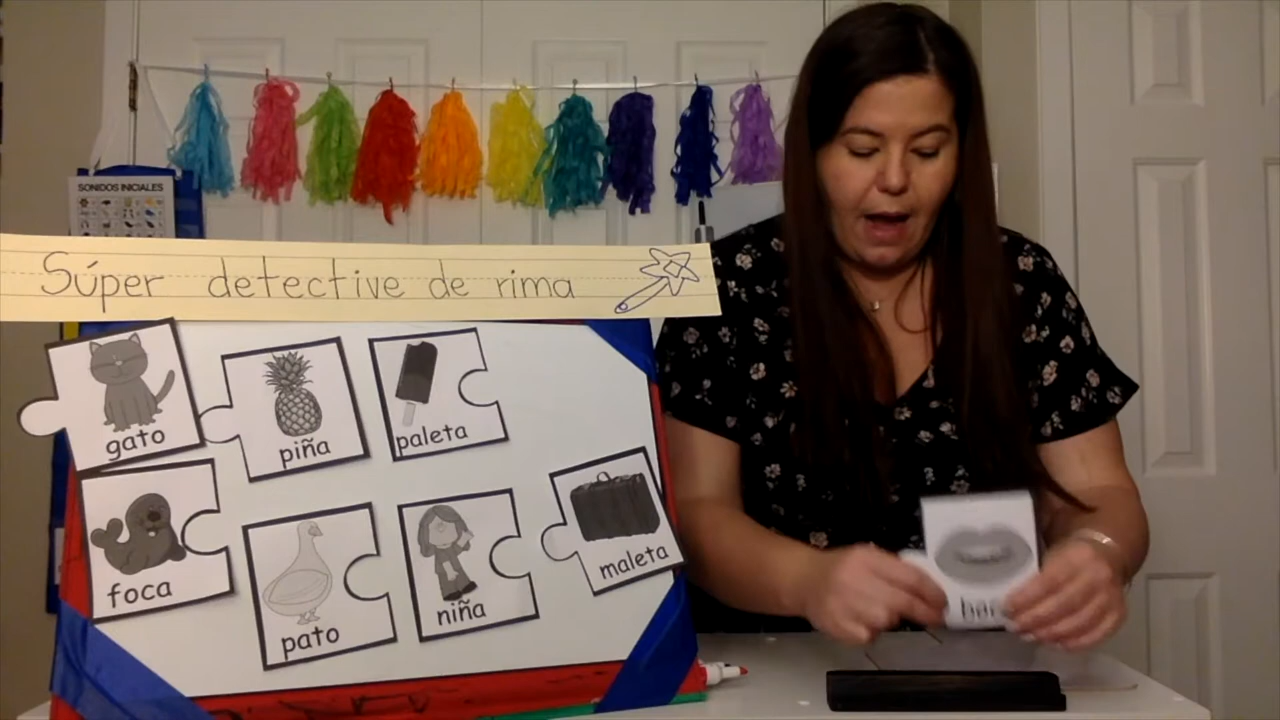 SONIDOS INICIALES
Súper detective de rima
gato
piña
paleta
foca
pato
niña
maleta